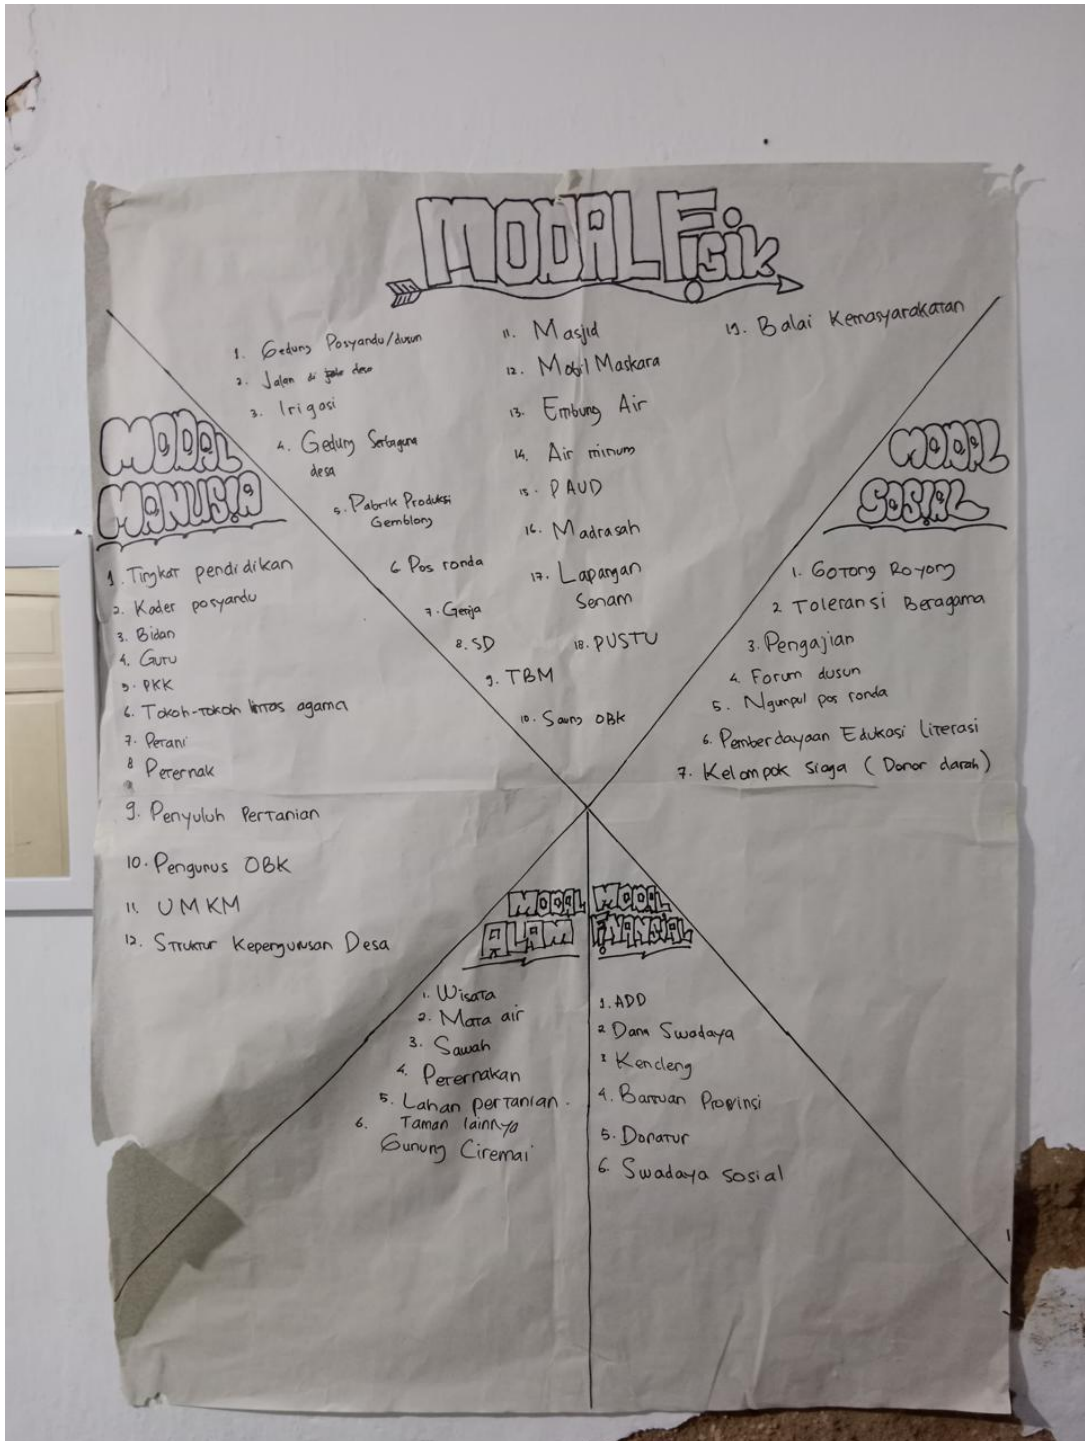 MODAL Fisik
1. Gedung Posyandu/dusun
2. Jalan di desa
3. Irigasi
4. Gedung Serbaguna
desa
5. Pabrik Produksi
Gemblong
6. Pos ronda
7. Gereja
8. SD
9. TBM
10. Saung OBK
11. Masjid
12. Mobil Maskara
13. Embung Air
14. Air minum
15. PAUD
16. Madrasah
17. Lapangan
Senam
18. PUSTU
19. Balai Kemasyarakatan
MODAL
MANUSIA
1. Tingkat pendidikan
2. Kader posyandu
3. Bidan
4. Guru
5. PKK
6. Tokoh-tokoh lintas agama
7. Petani
8 Peternak
9. Penyuluh Pertanian
10. Pengurus OBK
11. UMKM
12. Struktur Kepengurusan Desa
MODAL
SOSIAL
1. Gotong Royong
2 Toleransi Beragama
3. Pengajian
4. Forum dusun
5. Ngumpul pos ronda
6. Pemberdayaan Edukasi Literasi
7. Kelompok Siaga (Donor darah)
MODAL
ALAM
1. Wisata
2. Mata air
3. Sawah
4. Peternakan
5. Lahan pertanian.
6. Taman lainnya
Gunung Ciremai
MODAL
FINANSIAL
1. ADD
2 Dana Swadaya
3 Kencleng
4. Bantuan Provinsi
5. Donatur
6. Swadaya sosial